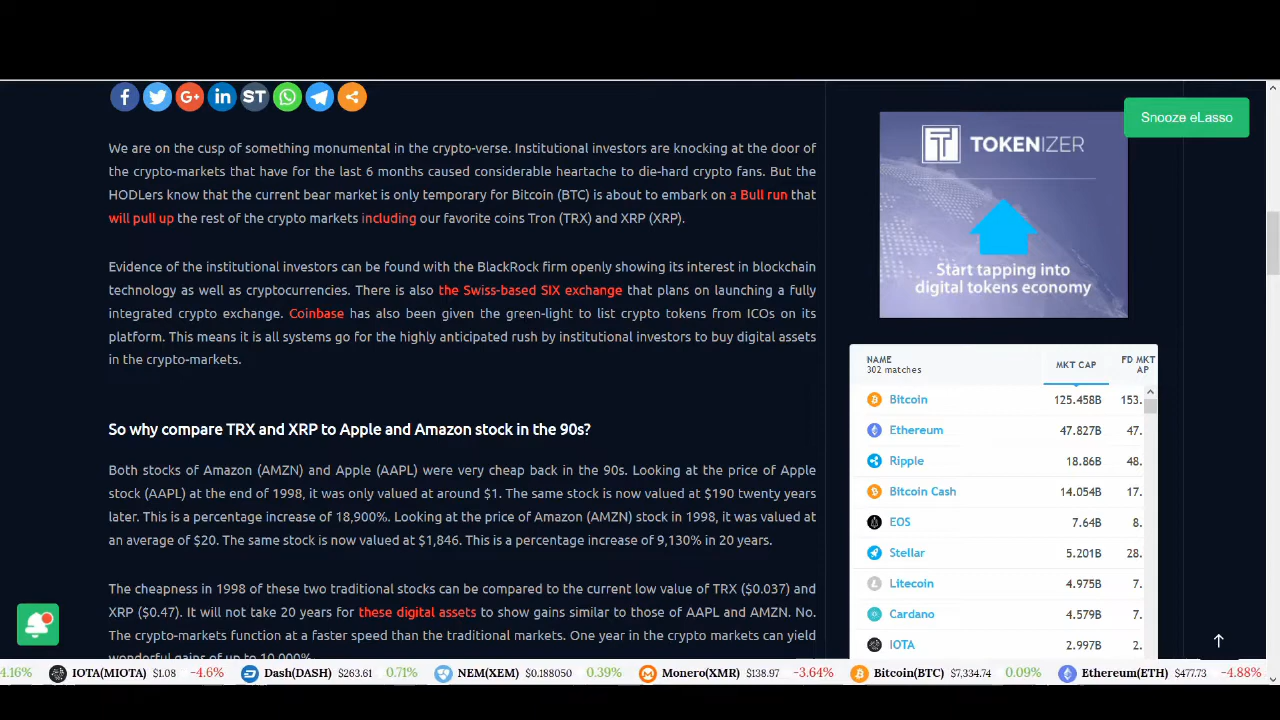 ST
We are on the cusp of something monumental in the crypto-verse. Institutional investors are knocking at the door of
the crypto-markets that have for the last 6 months caused considerable heartache to die-hard crypto fans. But the
HODLers know that the current bear market is only temporary for Bitcoin (BTC) is about to embark on a Bull run that
will pull up the rest of the crypto markets including our favorite coins Tron (TRX) and XRP (XRP).
Evidence of the institutional investors can be found with the BlackRock firm openly showing its interest in blockchain
technology as well as cryptocurrencies. There is also the Swiss-based SIX exchange that plans on launching a fully
integrated crypto exchange. Coinbase has also been given the green-light to list crypto tokens from ICOs on its
platform. This means it is all systems go for the highly anticipated rush by institutional investors to buy digital assets
in the crypto-markets.
So why compare TRX and XRP to Apple and Amazon stock in the 90s?
Both stocks of Amazon (AMZN) and Apple (AAPL) were very cheap back in the 90s. Looking at the price of Apple
stock (AAPL) at the end of 1998, it was only valued at around $1. The same stock is now valued at $190 twenty years
later. This is a percentage increase of 18,900%. Looking at the price of Amazon (AMZN) stock in 1998, it was valued at
an average of $20. The same stock is now valued at $1,846. This is a percentage increase of 9,130% in 20 years.
The cheapness in 1998 of these two traditional stocks can be compared to the current low value of TRX ($0.037) and
XRP ($0.47). It will not take 20 years for these digital assets to show gains similar to those of AAPL and AMZN. No.
The crypto-markets function at a faster speed than the traditional markets. One year in the crypto markets can yield
wonderful gains of up to 10,000%.
Snooze eLasso
TOKENIZER
Start tapping into
digital tokens economy
NAME MKT CAP FD MKT
302 matches AP
Bitcoin 125.458B 153.
Ethereum 47.827B 47.
Ripple 18.86B 48.
Bitcoin Cash 14.054B 17.
EOS 7.64B 8.
Stellar 5.201B 28.
Litecoin 4.975B 7.
Cardano 4.579B 7.
IOTA 2.997B 2.
4.16% IOTA(MIOTA) $1.08 -4.6% Dash(DASH) $263.61 0.71% NEM(XEM) $0.188050 0.39% Monero(XMR) $138.97 -3.64% Bitcoin(BTC) $7,334.74 0.09% Ethereum(ETH) $477.73 -4.88%